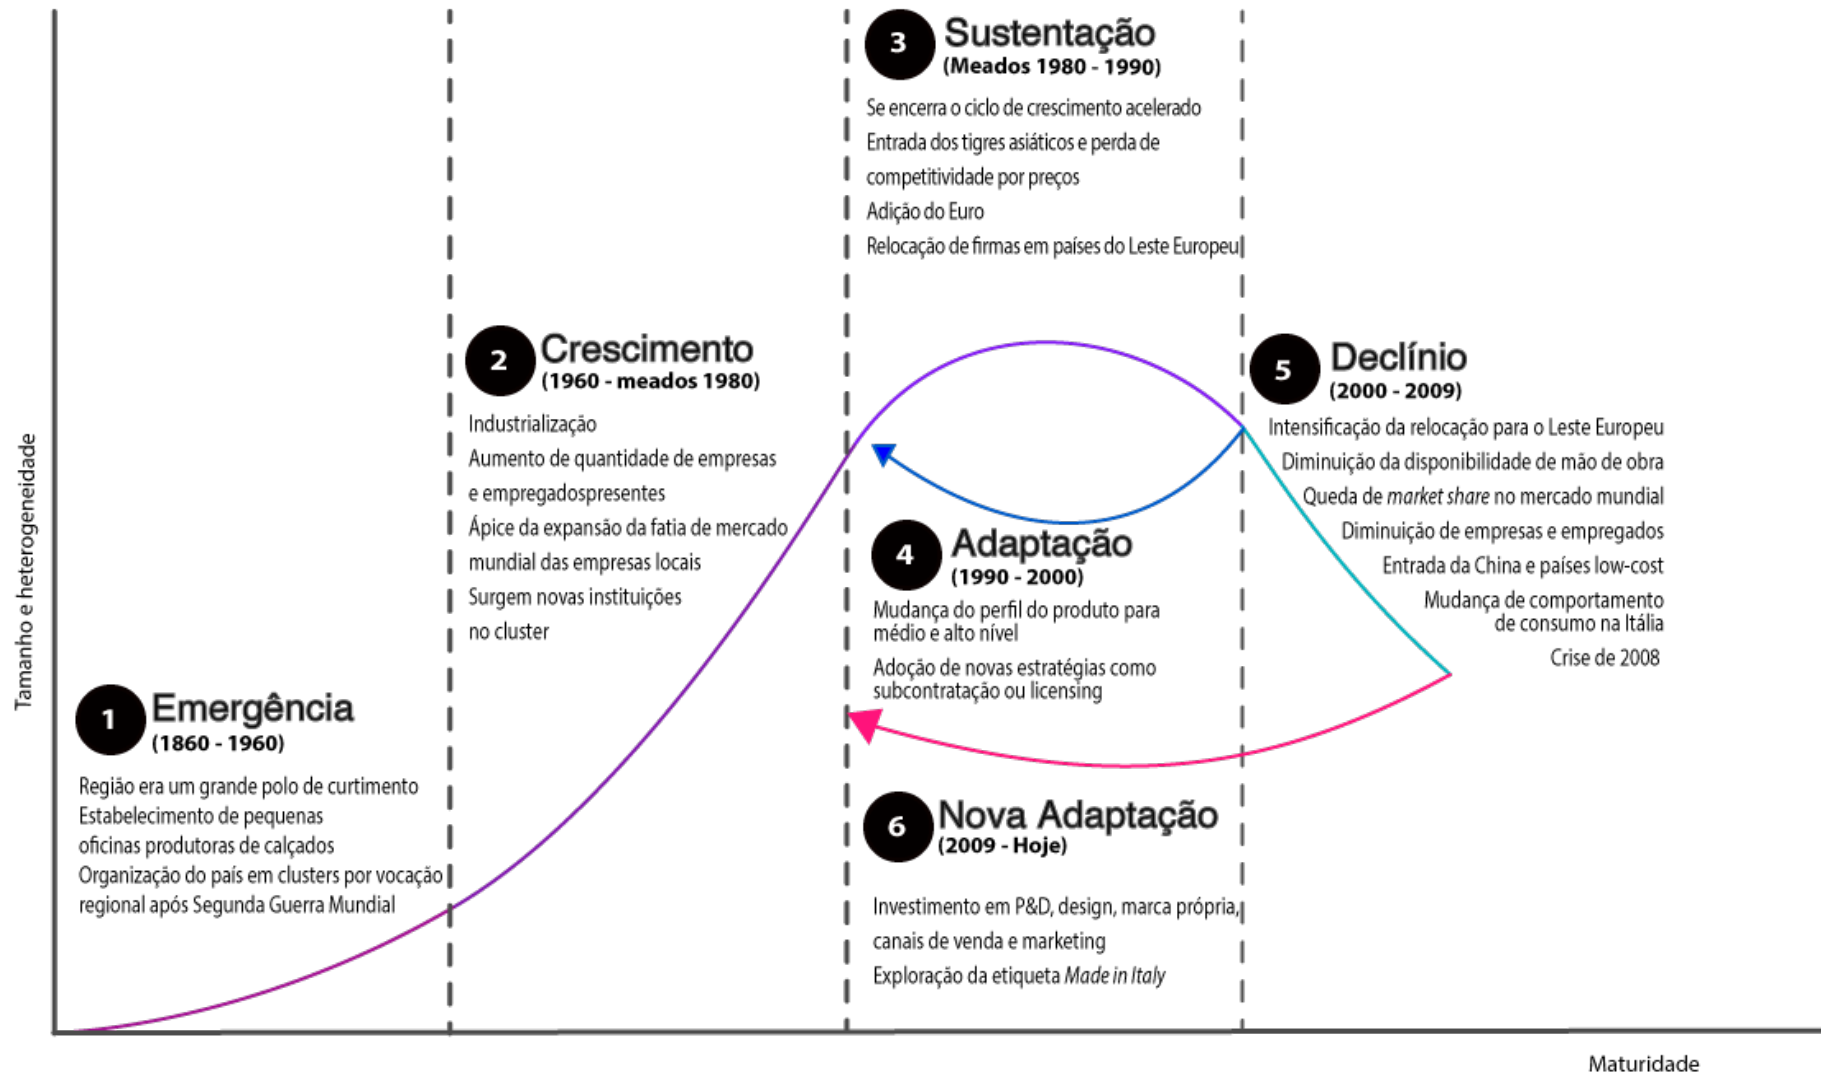 Tamanho e heterogeneidade
1
Emergência
(1860 - 1960)
Região era um grande polo de curtimento
Estabelecimento de pequenas
oficinas produtoras de calçados
Organização do país em clusters por vocação
regional após Segunda Guerra Mundial
2
Crescimento
(1960 - meados 1980)
Industrialização
Aumento de quantidade de empresas
e empregadospresentes
Ápice da expansão da fatia de mercado
mundial das empresas locais
Surgem novas instituições
no cluster
3
Sustentação
(Meados 1980 - 1990)
Se encerra o ciclo de crescimento acelerado
Entrada dos tigres asiáticos e perda de
competitividade por preços
Adição do Euro
Relocação de firmas em países do Leste Europeu
4
Adaptação
(1990 - 2000)
Mudança do perfil do produto para
médio e alto nível
Adoção de novas estratégias como
subcontratação ou licensing
5
Declínio
(2000 - 2009)
Intensificação da relocação para o Leste Europeu
Diminuição da disponibilidade de mão de obra
Queda de market share no mercado mundial
Diminuição de empresas e empregados
Entrada da China e países low-cost
Mudança de comportamento
de consumo na Itália
Crise de 2008
6
Nova Adaptação
(2009 - Hoje)
Investimento em P&D, design, marca própria,
canais de venda e marketing
Exploração da etiqueta Made in Italy
Maturidade